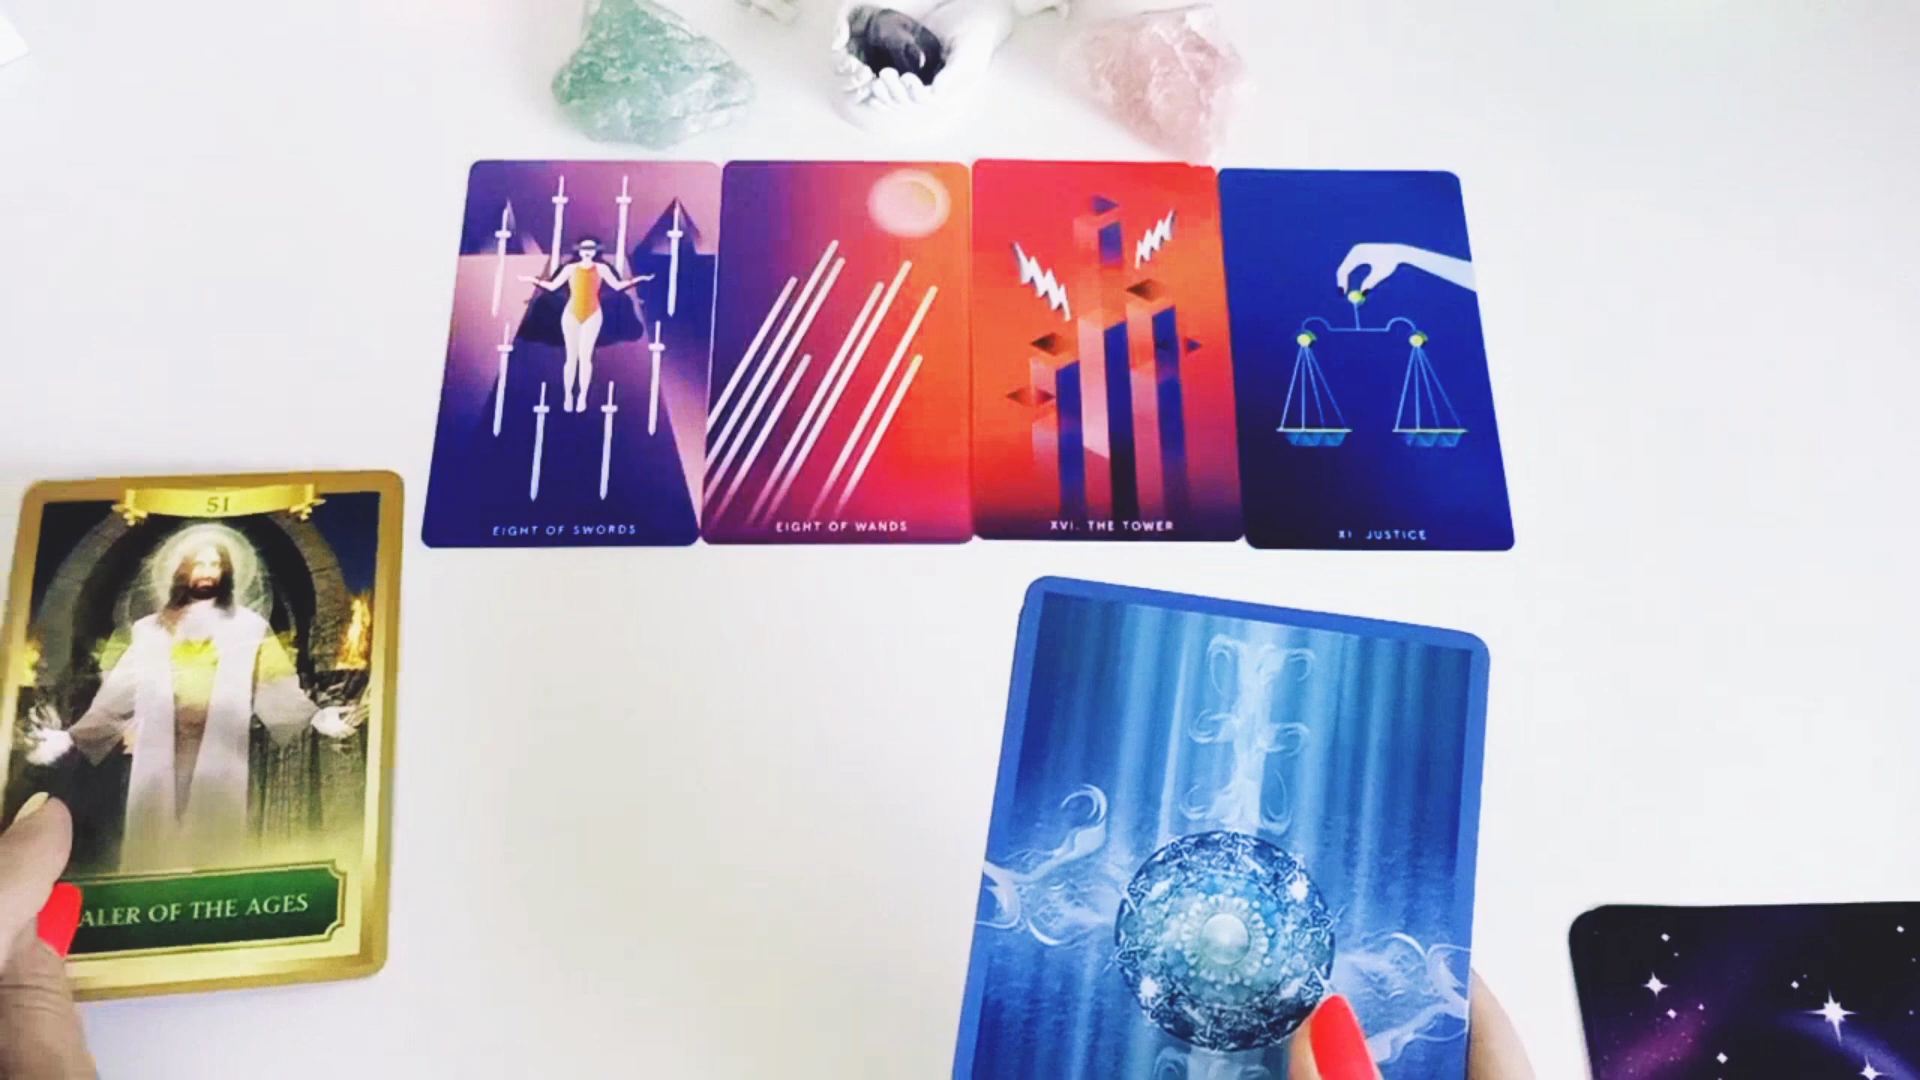 EIGHT OF SWORDS
EIGHT OF WANDS
XVI. THE TOWER
XI JUSTICE
51
ALER OF THE AGES